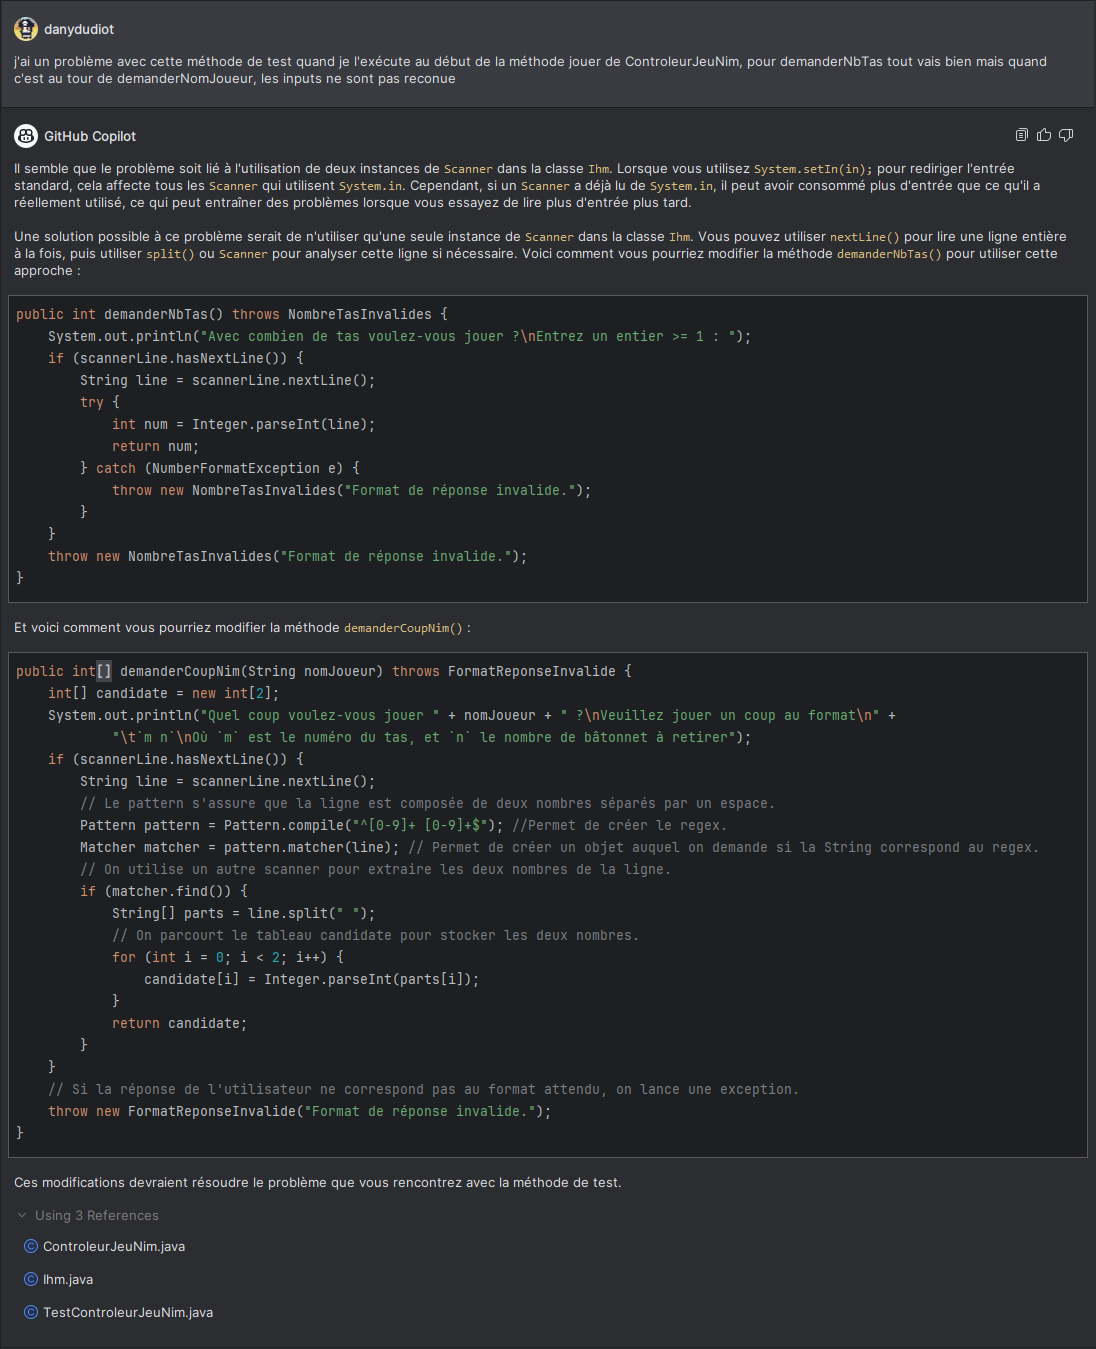 danydudiot
j'ai un problème avec cette méthode de test quand je l'exécute au début de la méthode jouer de ControleurJeuNim, pour demanderNbTas tout vais bien mais quand
c'est au tour de demanderNomJoueur, les inputs ne sont pas reconue
GitHub Copilot
Il semble que le problème soit lié à l'utilisation de deux instances de Scanner dans la classe Ihm. Lorsque vous utilisez System.setIn(in); pour rediriger l'entrée
standard, cela affecte tous les Scanner qui utilisent System.in. Cependant, si un Scanner a déjà lu de System.in, il peut avoir consommé plus d'entrée que ce qu'il a
réellement utilisé, ce qui peut entraîner des problèmes lorsque vous essayez de lire plus d'entrée plus tard.
Une solution possible à ce problème serait de n'utiliser qu'une seule instance de Scanner dans la classe Ihm. Vous pouvez utiliser nextLine() pour lire une ligne entière
à la fois, puis utiliser split() ou Scanner pour analyser cette ligne si nécessaire. Voici comment vous pourriez modifier la méthode demanderNbTas() pour utiliser cette
approche :
public int demanderNbTas() throws NombreTasInvalides {
    System.out.println("Avec combien de tas voulez-vous jouer ?\nEntrez un entier >= 1 : ");
    if (scannerLine.hasNextLine()) {
        String line = scannerLine.nextLine();
        try {
            int num = Integer.parseInt(line);
            return num;
        } catch (NumberFormatException e) {
            throw new NombreTasInvalides("Format de réponse invalide.");
        }
    }
    throw new NombreTasInvalides("Format de réponse invalide.");
}
Et voici comment vous pourriez modifier la méthode demanderCoupNim() :
public int[] demanderCoupNim(String nomJoueur) throws FormatReponseInvalide {
    int[] candidate = new int[2];
    System.out.println("Quel coup voulez-vous jouer " + nomJoueur + " ?\nVeuillez jouer un coup au format\n" +
            "\t`m n`\nOù `m` est le numéro du tas, et `n` le nombre de bâtonnet à retirer");
    if (scannerLine.hasNextLine()) {
        String line = scannerLine.nextLine();
        // Le pattern s'assure que la ligne est composée de deux nombres séparés par un espace.
        Pattern pattern = Pattern.compile("^[0-9]+ [0-9]+$"); //Permet de créer le regex.
        Matcher matcher = pattern.matcher(line); // Permet de créer un objet auquel on demande si la String correspond au regex.
        // On utilise un autre scanner pour extraire les deux nombres de la ligne.
        if (matcher.find()) {
            String[] parts = line.split(" ");
            // On parcourt le tableau candidate pour stocker les deux nombres.
            for (int i = 0; i < 2; i++) {
                candidate[i] = Integer.parseInt(parts[i]);
            }
            return candidate;
        }
    }
    // Si la réponse de l'utilisateur ne correspond pas au format attendu, on lance une exception.
    throw new FormatReponseInvalide("Format de réponse invalide.");
}
Ces modifications devraient résoudre le problème que vous rencontrez avec la méthode de test.
Using 3 References
ControleurJeuNim.java
Ihm.java
TestControleurJeuNim.java